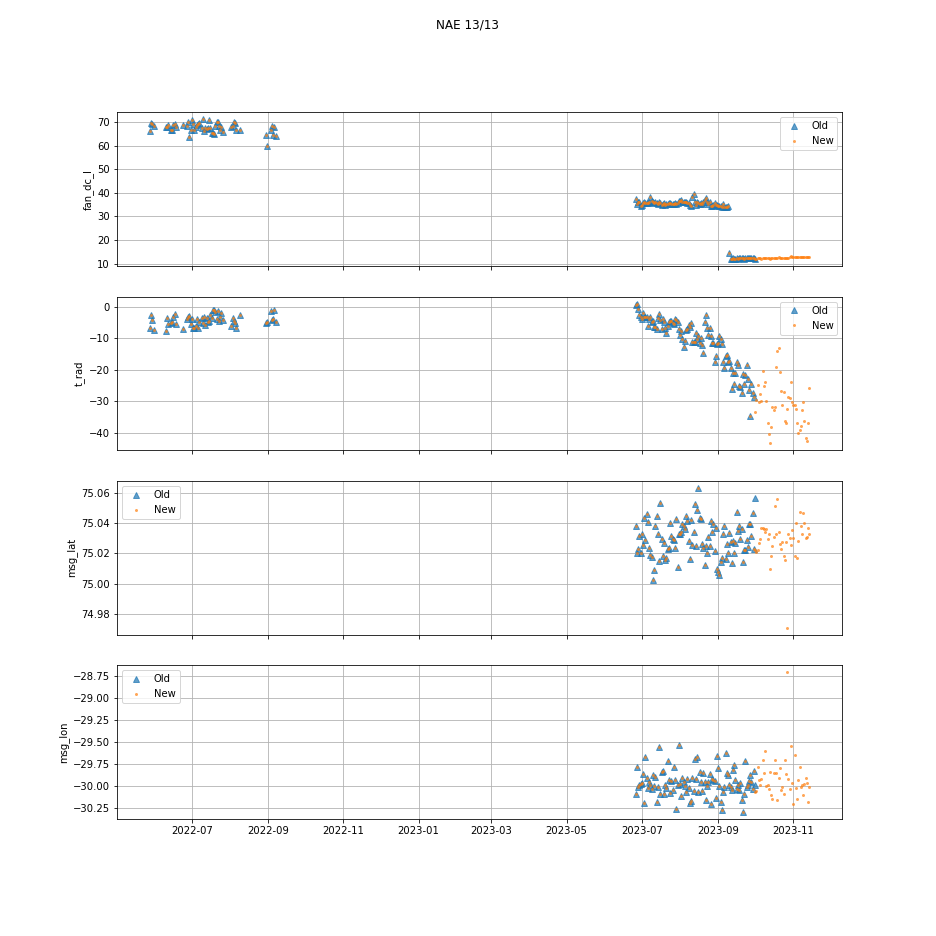 NAE 13/13
70
60
50
40
30
20
10
fan_dc_I
Old
New
0
−10
−20
−30
−40
t_rad
Old
New
75.06
75.04
75.02
75.00
74.98
msg_lat
Old
New
−28.75
−29.00
−29.25
−29.50
−29.75
−30.00
−30.25
msg_lon
Old
New
2022-07 2022-09 2022-11 2023-01 2023-03 2023-05 2023-07 2023-09 2023-11